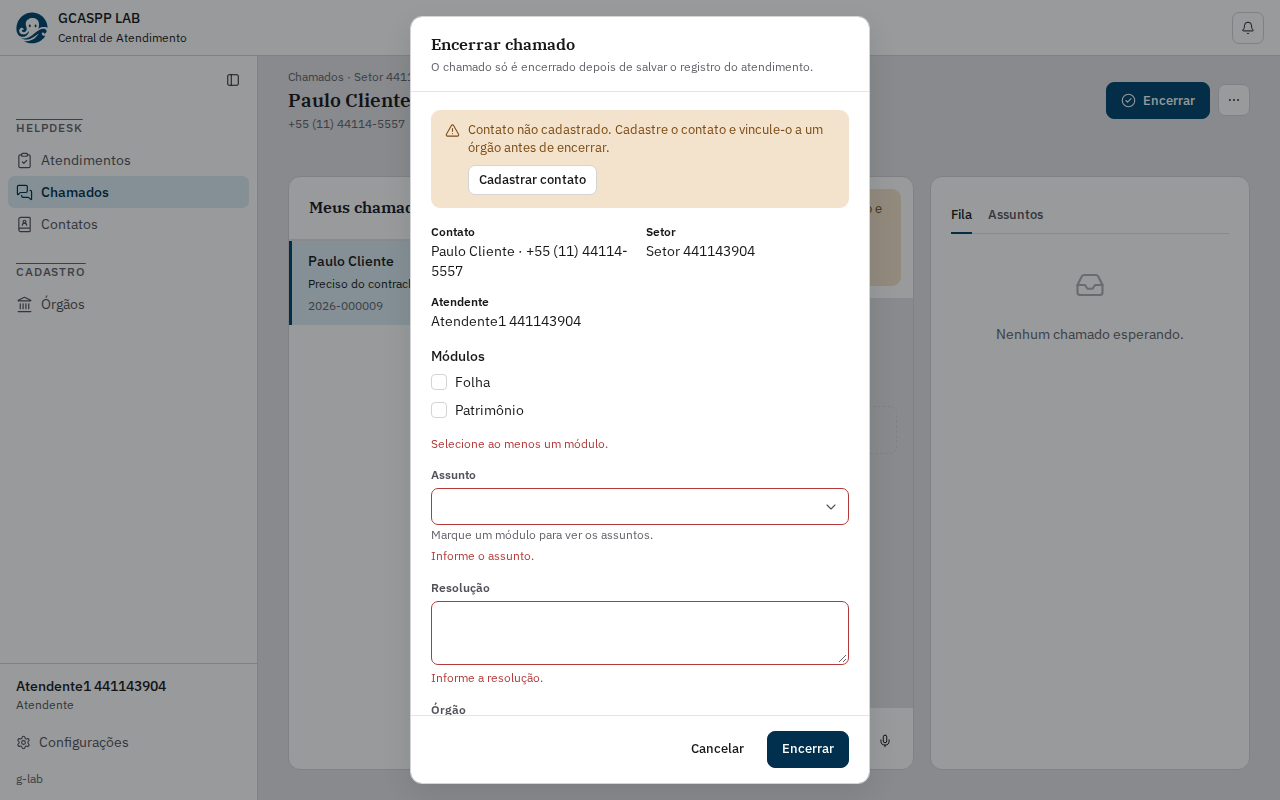 GCASPP LAB
Central de Atendimento
HELPDESK
Atendimentos
Chamados
Contatos
CADASTRO
Órgãos
Atendente1 441143904
Atendente
Configurações
g-lab
Chamados · Setor 4411
Paulo Cliente
+55 (11) 44114-5557
Encerrar
Meus chamad
Paulo Cliente
Preciso do contrach
2026-000009
o e
Fila
Assuntos
Nenhum chamado esperando.
Encerrar chamado
O chamado só é encerrado depois de salvar o registro do atendimento.
Contato não cadastrado. Cadastre o contato e vincule-o a um
órgão antes de encerrar.
Cadastrar contato
Contato
Paulo Cliente · +55 (11) 44114-
5557
Setor
Setor 441143904
Atendente
Atendente1 441143904
Módulos
Folha
Patrimônio
Selecione ao menos um módulo.
Assunto
Marque um módulo para ver os assuntos.
Informe o assunto.
Resolução
Informe a resolução.
Órgão
Cancelar
Encerrar